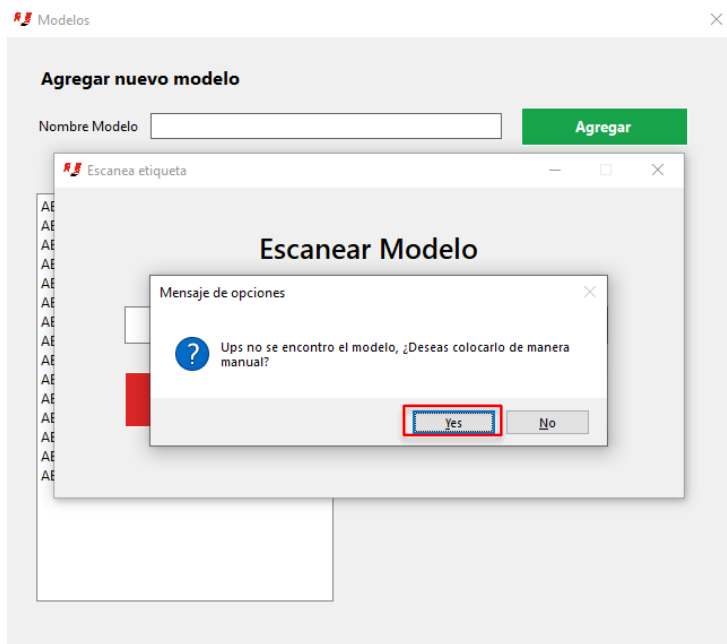 Modelos
Agregar nuevo modelo
Nombre Modelo
Agregar
Escanea etiqueta
Escanear Modelo
Mensaje de opciones
Ups no se encontro el modelo, ¿Deseas colocarlo de manera
manual?
Yes
No